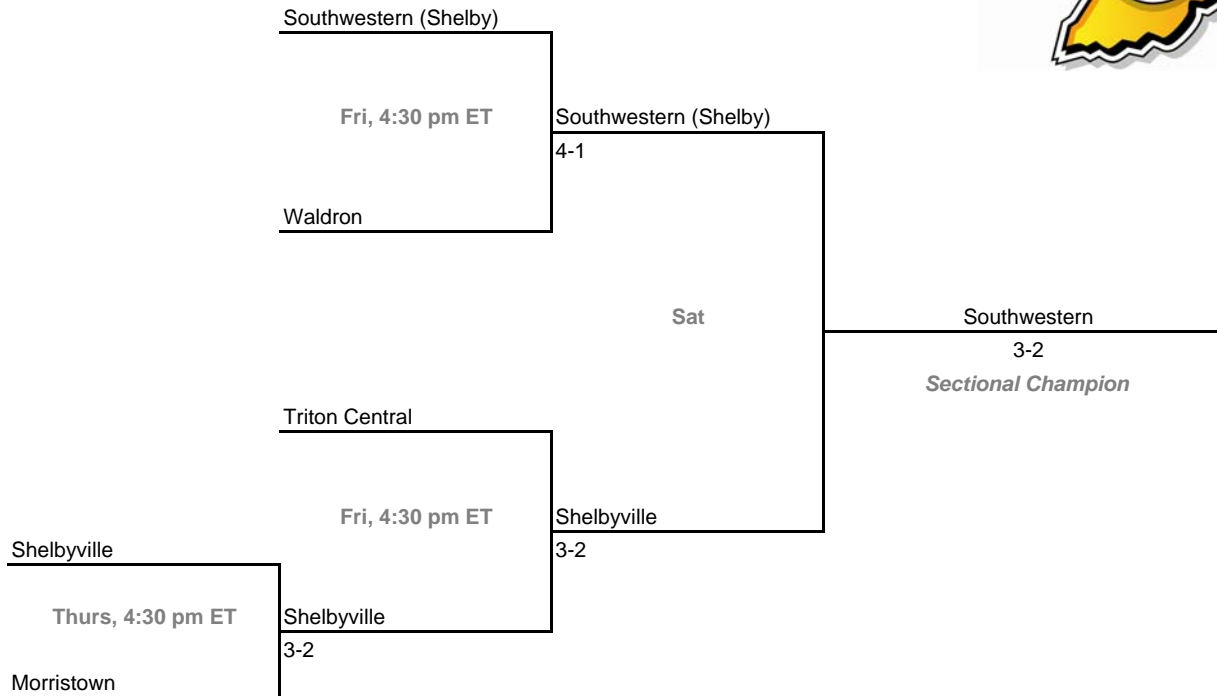 Southwestern (Shelby)
Fri, 4:30 pm ET
Southwestern (Shelby)
4-1
Waldron
Sat
Southwestern
3-2
Sectional Champion
Triton Central
Fri, 4:30 pm ET
Shelbyville
3-2
Shelbyville
Thurs, 4:30 pm ET
Shelbyville
3-2
Morristown